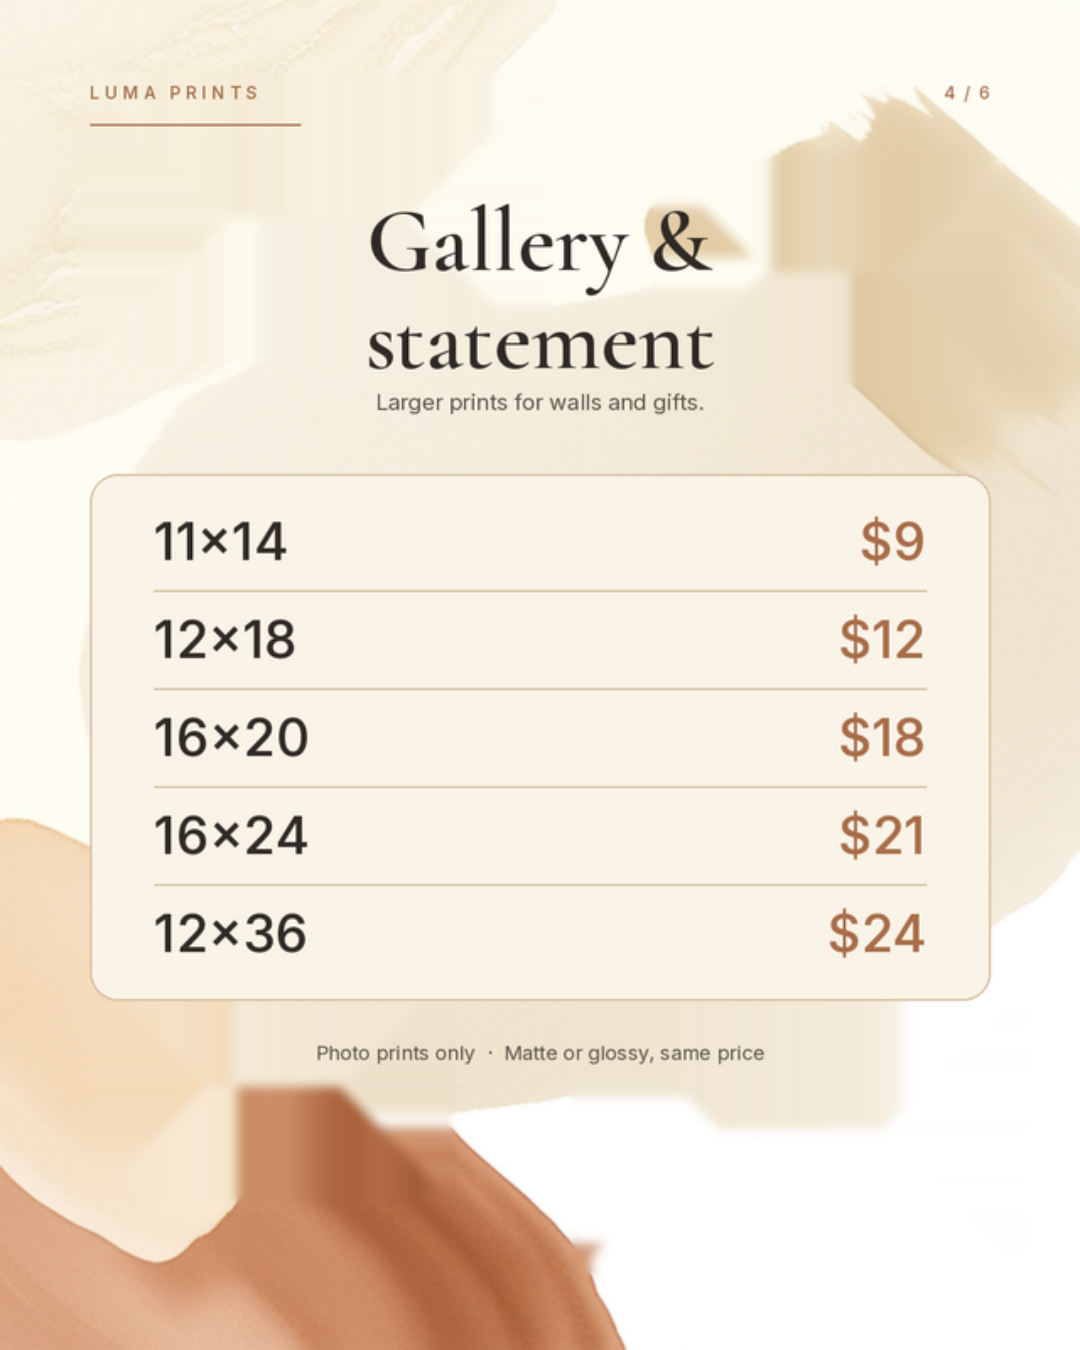 LUMA PRINTS
4 / 6
Gallery &
statement
Larger prints for walls and gifts.
11×14 $9
12×18 $12
16×20 $18
16×24 $21
12×36 $24
Photo prints only · Matte or glossy, same price